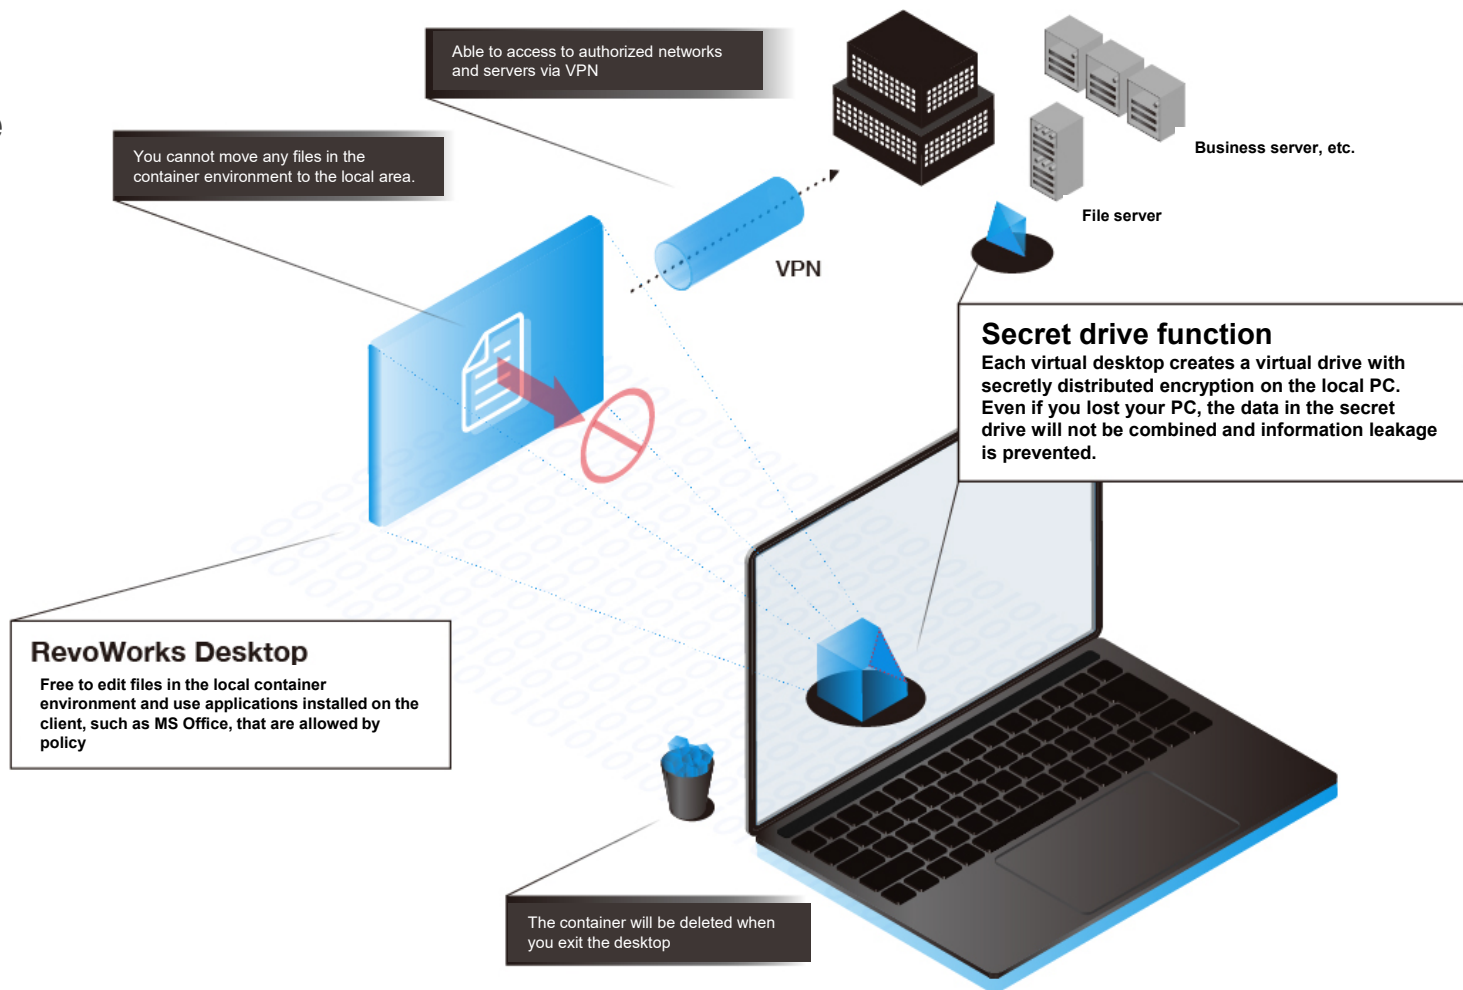 Able to access to authorized networks
and servers via VPN
You cannot move any files in the
container environment to the local area.
Business server, etc.
File server
VPN
Secret drive function
Each virtual desktop creates a virtual drive with
secretly distributed encryption on the local PC.
Even if you lost your PC, the data in the secret
drive will not be combined and information leakage
is prevented.
RevoWorks Desktop
Free to edit files in the local container
environment and use applications installed on the
client, such as MS Office, that are allowed by
policy
The container will be deleted when
you exit the desktop